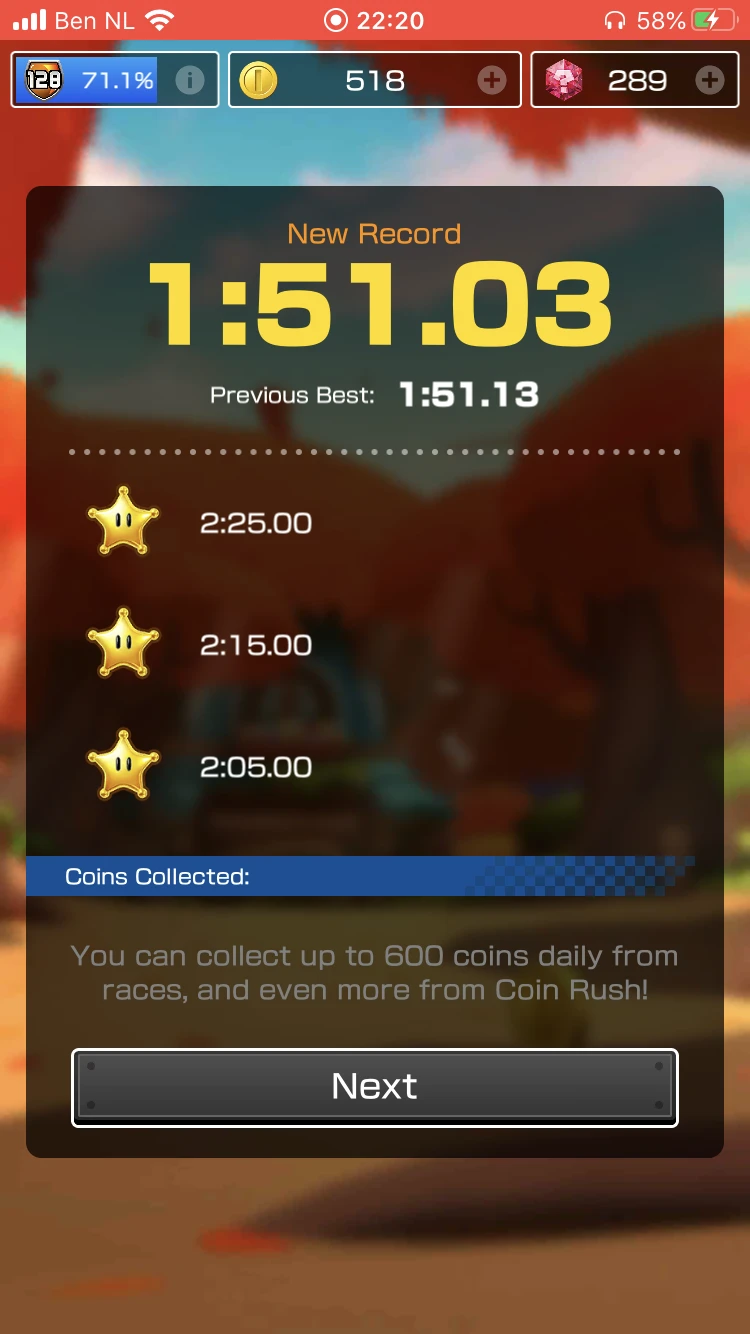 Ben NL 22:20 58%
128 71.1% i 518 + ? 289 +
New Record
1:51.03
Previous Best: 1:51.13
2:25.00
2:15.00
2:05.00
Coins Collected:
You can collect up to 600 coins daily from
races, and even more from Coin Rush!
Next